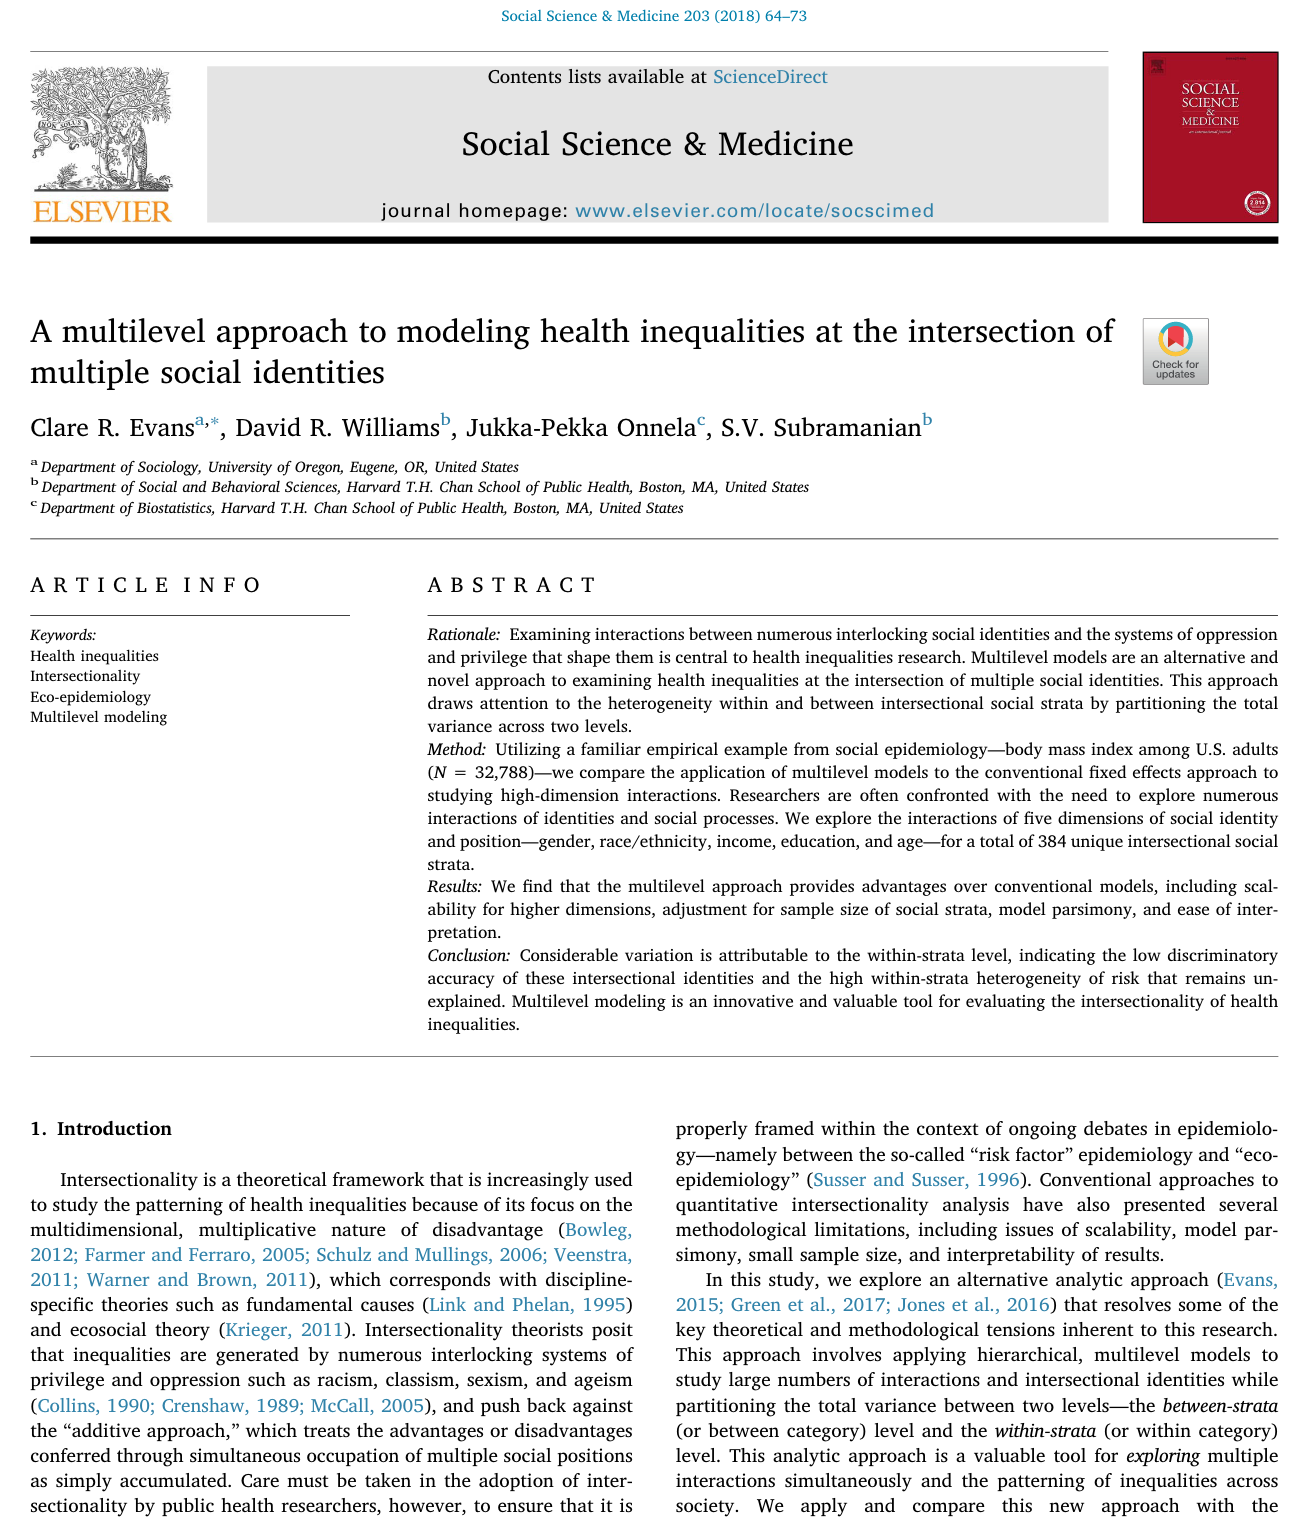 Social Science & Medicine 203 (2018) 64–73
Contents lists available at ScienceDirect
Social Science & Medicine
journal homepage: www.elsevier.com/locate/socscimed
ELSEVIER
SOCIAL
SCIENCE
&
MEDICINE
A multilevel approach to modeling health inequalities at the intersection of
multiple social identities
Check for
updates
Clare R. Evansa,*, David R. Williamsb, Jukka-Pekka Onnelac, S.V. Subramanianb
a Department of Sociology, University of Oregon, Eugene, OR, United States
b Department of Social and Behavioral Sciences, Harvard T.H. Chan School of Public Health, Boston, MA, United States
c Department of Biostatistics, Harvard T.H. Chan School of Public Health, Boston, MA, United States
ARTICLE INFO
Keywords:
Health inequalities
Intersectionality
Eco-epidemiology
Multilevel modeling
ABSTRACT
Rationale: Examining interactions between numerous interlocking social identities and the systems of oppression
and privilege that shape them is central to health inequalities research. Multilevel models are an alternative and
novel approach to examining health inequalities at the intersection of multiple social identities. This approach
draws attention to the heterogeneity within and between intersectional social strata by partitioning the total
variance across two levels.
Method: Utilizing a familiar empirical example from social epidemiology—body mass index among U.S. adults
(N = 32,788)—we compare the application of multilevel models to the conventional fixed effects approach to
studying high-dimension interactions. Researchers are often confronted with the need to explore numerous
interactions of identities and social processes. We explore the interactions of five dimensions of social identity
and position—gender, race/ethnicity, income, education, and age—for a total of 384 unique intersectional social
strata.
Results: We find that the multilevel approach provides advantages over conventional models, including scal-
ability for higher dimensions, adjustment for sample size of social strata, model parsimony, and ease of inter-
pretation.
Conclusion: Considerable variation is attributable to the within-strata level, indicating the low discriminatory
accuracy of these intersectional identities and the high within-strata heterogeneity of risk that remains un-
explained. Multilevel modeling is an innovative and valuable tool for evaluating the intersectionality of health
inequalities.
1. Introduction
Intersectionality is a theoretical framework that is increasingly used
to study the patterning of health inequalities because of its focus on the
multidimensional, multiplicative nature of disadvantage (Bowleg,
2012; Farmer and Ferraro, 2005; Schulz and Mullings, 2006; Veenstra,
2011; Warner and Brown, 2011), which corresponds with discipline-
specific theories such as fundamental causes (Link and Phelan, 1995)
and ecosocial theory (Krieger, 2011). Intersectionality theorists posit
that inequalities are generated by numerous interlocking systems of
privilege and oppression such as racism, classism, sexism, and ageism
(Collins, 1990; Crenshaw, 1989; McCall, 2005), and push back against
the “additive approach,” which treats the advantages or disadvantages
conferred through simultaneous occupation of multiple social positions
as simply accumulated. Care must be taken in the adoption of inter-
sectionality by public health researchers, however, to ensure that it is
properly framed within the context of ongoing debates in epidemiolo-
gy—namely between the so-called “risk factor” epidemiology and “eco-
epidemiology” (Susser and Susser, 1996). Conventional approaches to
quantitative intersectionality analysis have also presented several
methodological limitations, including issues of scalability, model par-
simony, small sample size, and interpretability of results.
In this study, we explore an alternative analytic approach (Evans,
2015; Green et al., 2017; Jones et al., 2016) that resolves some of the
key theoretical and methodological tensions inherent to this research.
This approach involves applying hierarchical, multilevel models to
study large numbers of interactions and intersectional identities while
partitioning the total variance between two levels—the between-strata
(or between category) level and the within-strata (or within category)
level. This analytic approach is a valuable tool for exploring multiple
interactions simultaneously and the patterning of inequalities across
society. We apply and compare this new approach with the